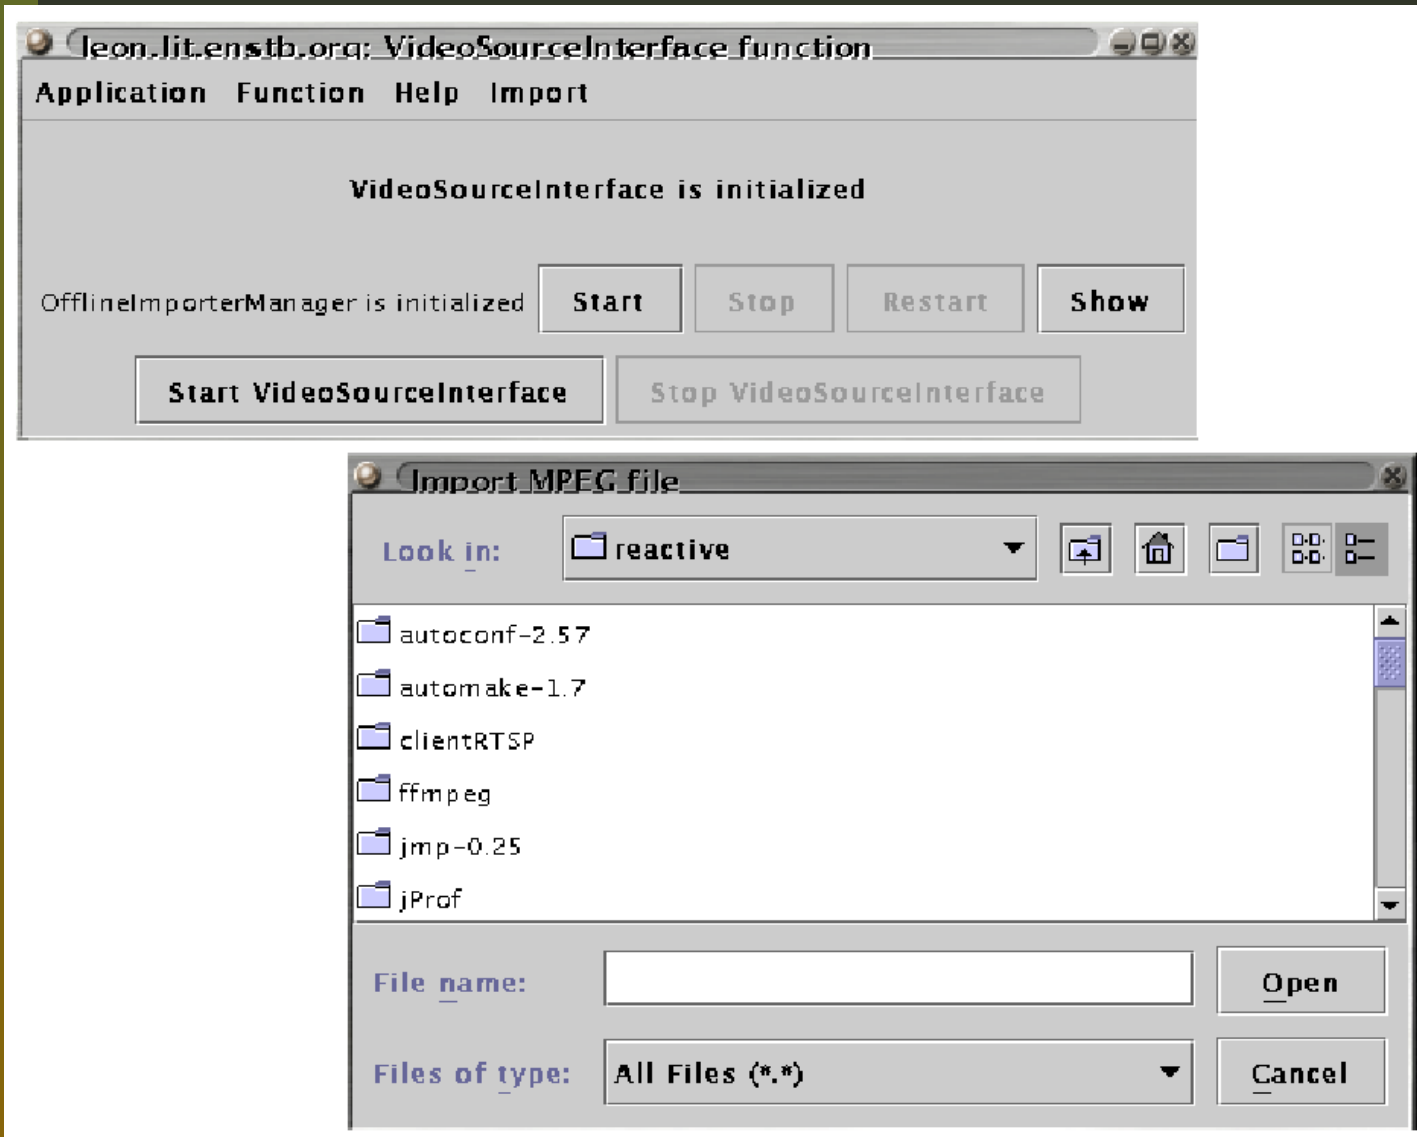 leon.lit.enstb.org: VideoSourceInterface function
Application Function Help Import
VideoSourceInterface is initialized
OfflineImporterManager is initialized Start Stop Restart Show
Start VideoSourceInterface Stop VideoSourceInterface
Import MPEG file
Look in: reactive
autoconf-2.57
automake-1.7
clientRTSP
ffmpeg
jmp-0.25
jProf
File name: Open
Files of type: All Files (*.*) Cancel